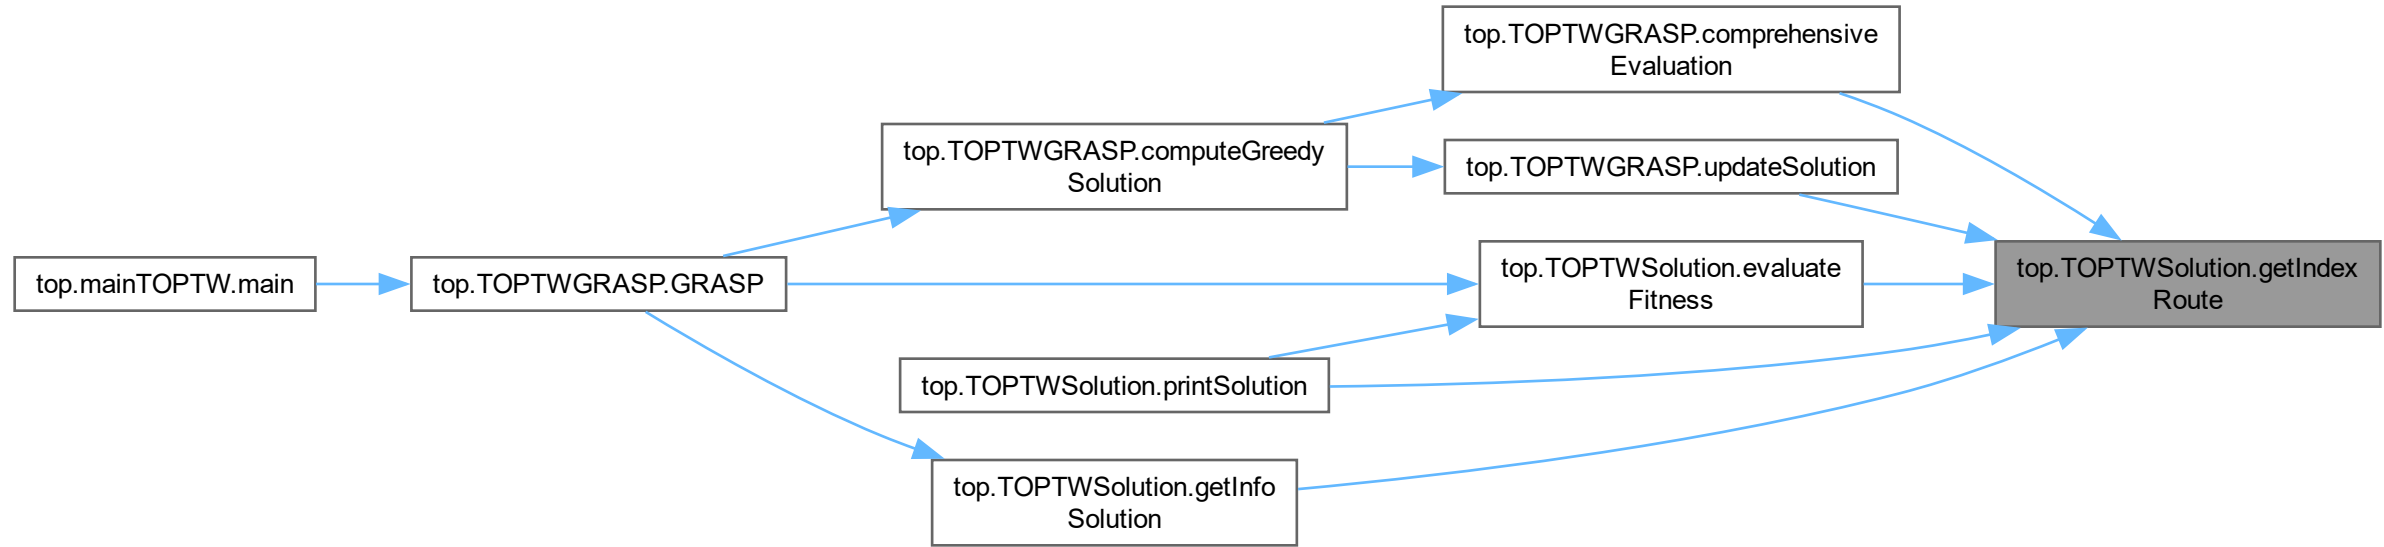 top.TOPTWGRASP.comprehensive
Evaluation
top.TOPTWGRASP.computeGreedy
Solution
top.TOPTWGRASP.updateSolution
top.TOPTWSolution.evaluate
Fitness
top.TOPTWSolution.getIndex
Route
top.mainTOPTW.main
top.TOPTWGRASP.GRASP
top.TOPTWSolution.printSolution
top.TOPTWSolution.getInfo
Solution